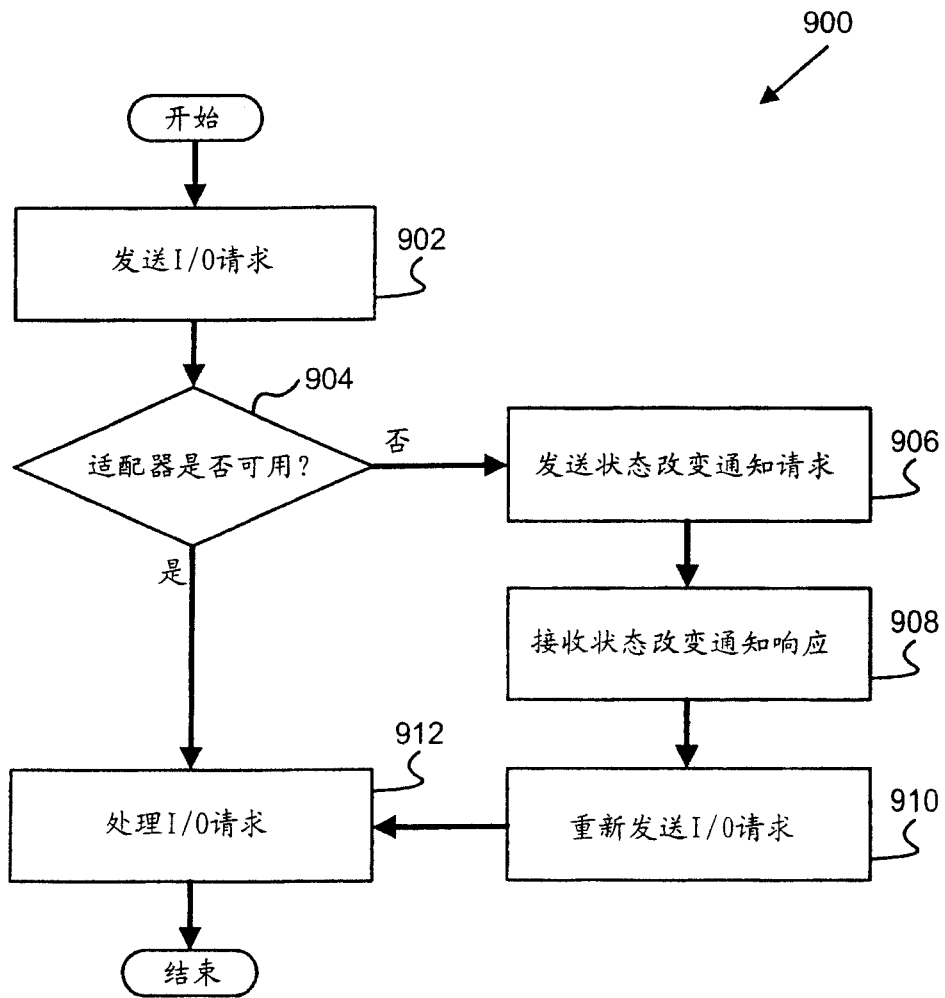 900
开始
发送I/O请求
902
904
适配器是否可用?
否
发送状态改变通知请求
906
是
接收状态改变通知响应
908
912
处理I/O请求
重新发送I/O请求
910
结束